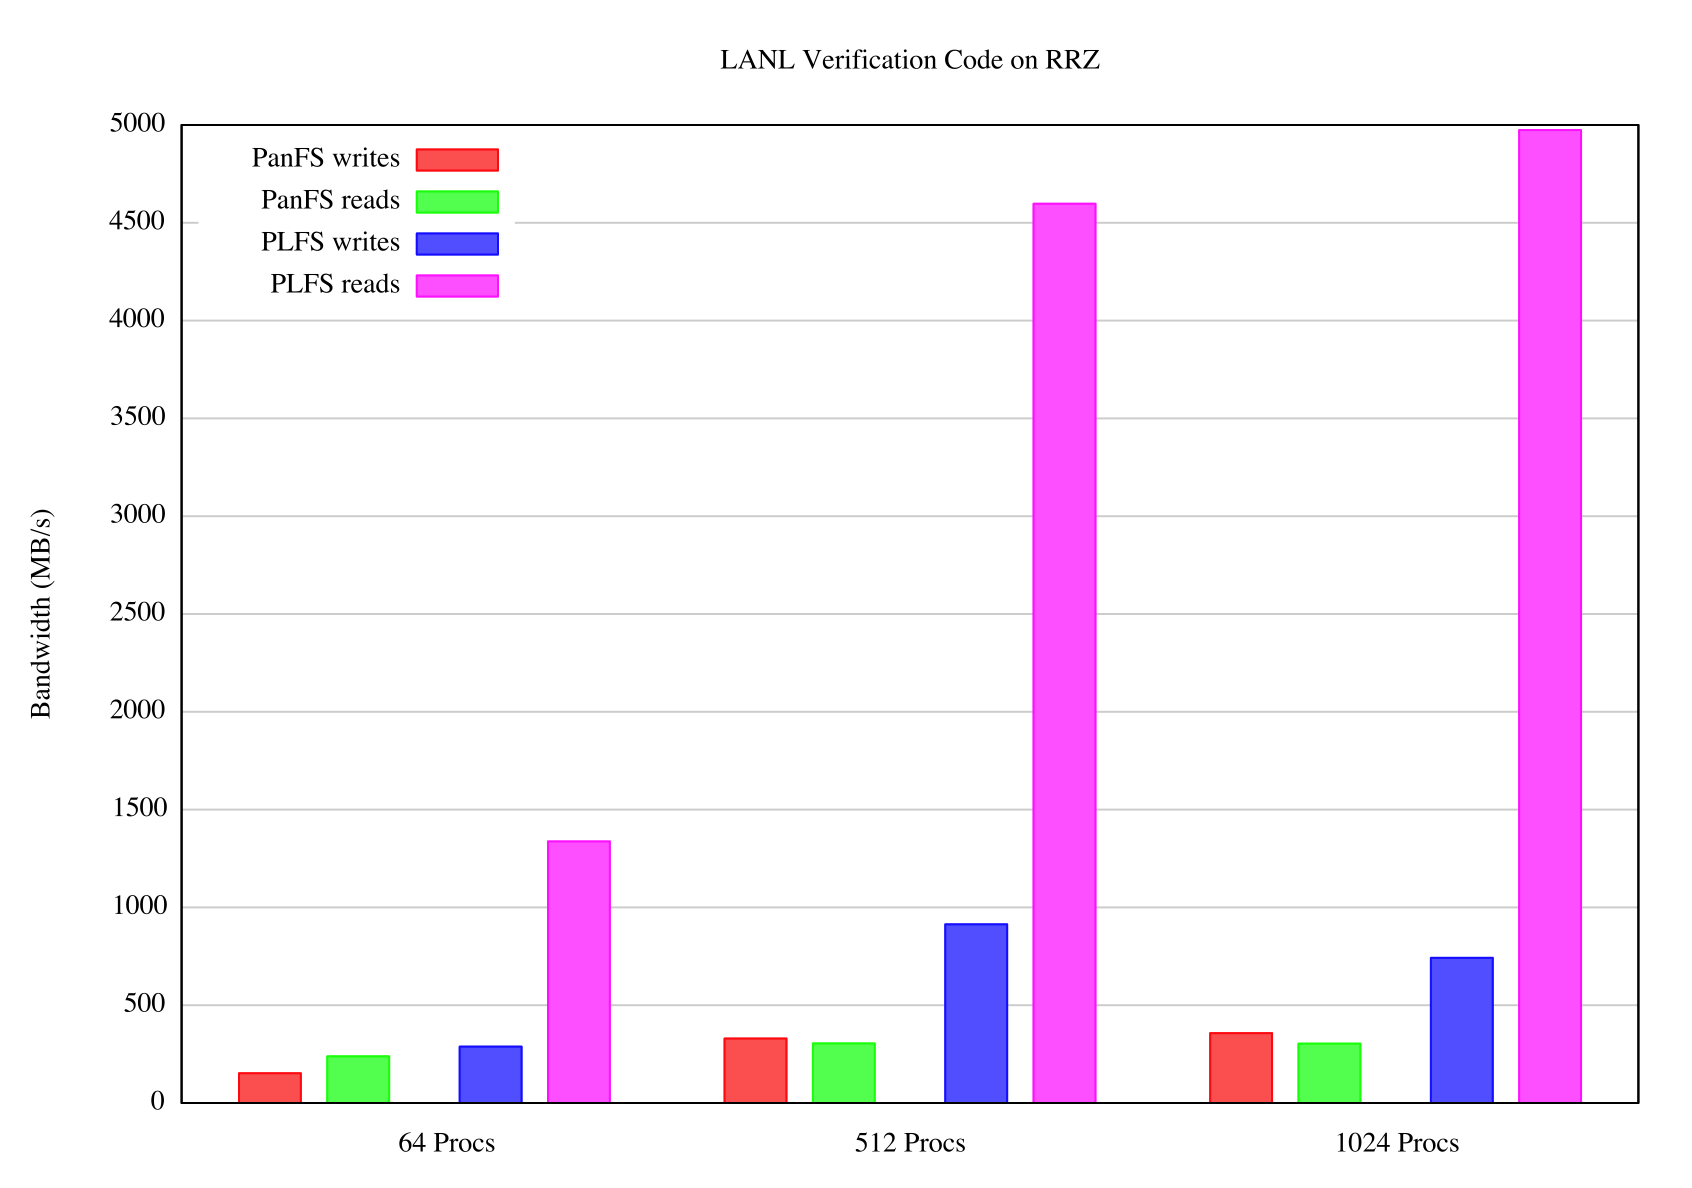 LANL Verification Code on RRZ
5000
4500
4000
3500
3000
2500
2000
1500
1000
500
0
Bandwidth (MB/s)
PanFS writes
PanFS reads
PLFS writes
PLFS reads
64 Procs
512 Procs
1024 Procs